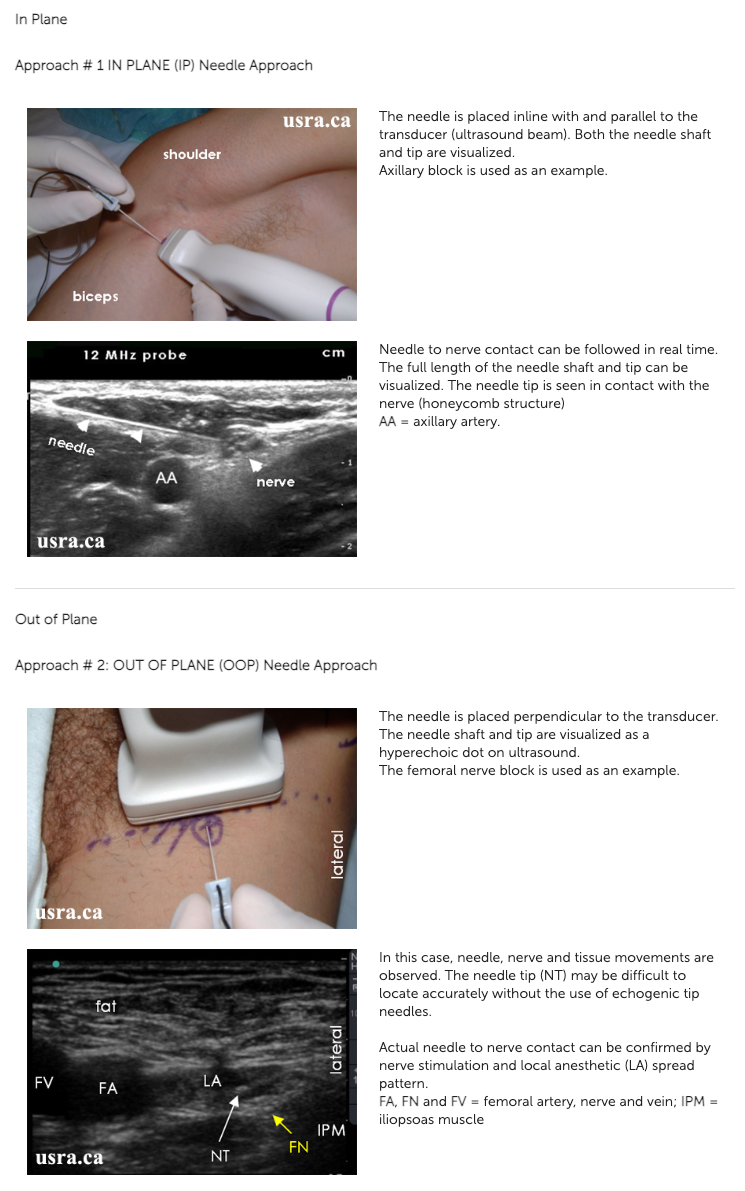 In Plane
Approach # 1 IN PLANE (IP) Needle Approach
usra.ca
shoulder
biceps
The needle is placed inline with and parallel to the
transducer (ultrasound beam). Both the needle shaft
and tip are visualized.
Axillary block is used as an example.
12 MHz probe
cm
0
needle
1
AA
nerve
usra.ca
2
Needle to nerve contact can be followed in real time.
The full length of the needle shaft and tip can be
visualized. The needle tip is seen in contact with the
nerve (honeycomb structure)
AA = axillary artery.
Out of Plane
Approach # 2: OUT OF PLANE (OOP) Needle Approach
lateral
usra.ca
The needle is placed perpendicular to the transducer.
The needle shaft and tip are visualized as a
hyperechoic dot on ultrasound.
The femoral nerve block is used as an example.
fat
lateral
FV
FA
LA
IPM
FN
NT
usra.ca
In this case, needle, nerve and tissue movements are
observed. The needle tip (NT) may be difficult to
locate accurately without the use of echogenic tip
needles.
Actual needle to nerve contact can be confirmed by
nerve stimulation and local anesthetic (LA) spread
pattern.
FA, FN and FV = femoral artery, nerve and vein; IPM =
iliopsoas muscle